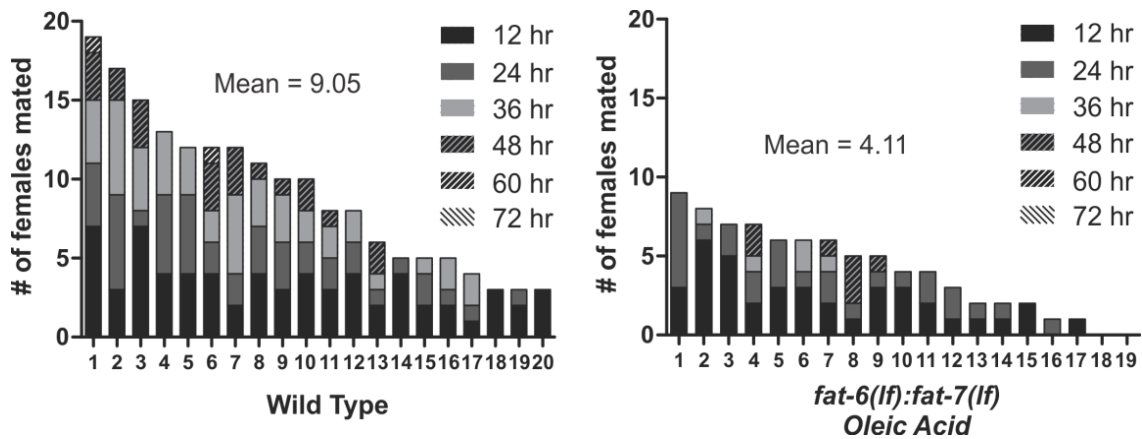 20
15
10
5
0
# of females mated
Mean = 9.05
12 hr
24 hr
36 hr
48 hr
60 hr
72 hr
1 2 3 4 5 6 7 8 9 10 11 12 13 14 15 16 17 18 19 20
Wild Type
20
15
10
5
0
# of females mated
Mean = 4.11
12 hr
24 hr
36 hr
48 hr
60 hr
72 hr
1 2 3 4 5 6 7 8 9 10 11 12 13 14 15 16 17 18 19
fat-6(lf):fat-7(lf)
Oleic Acid